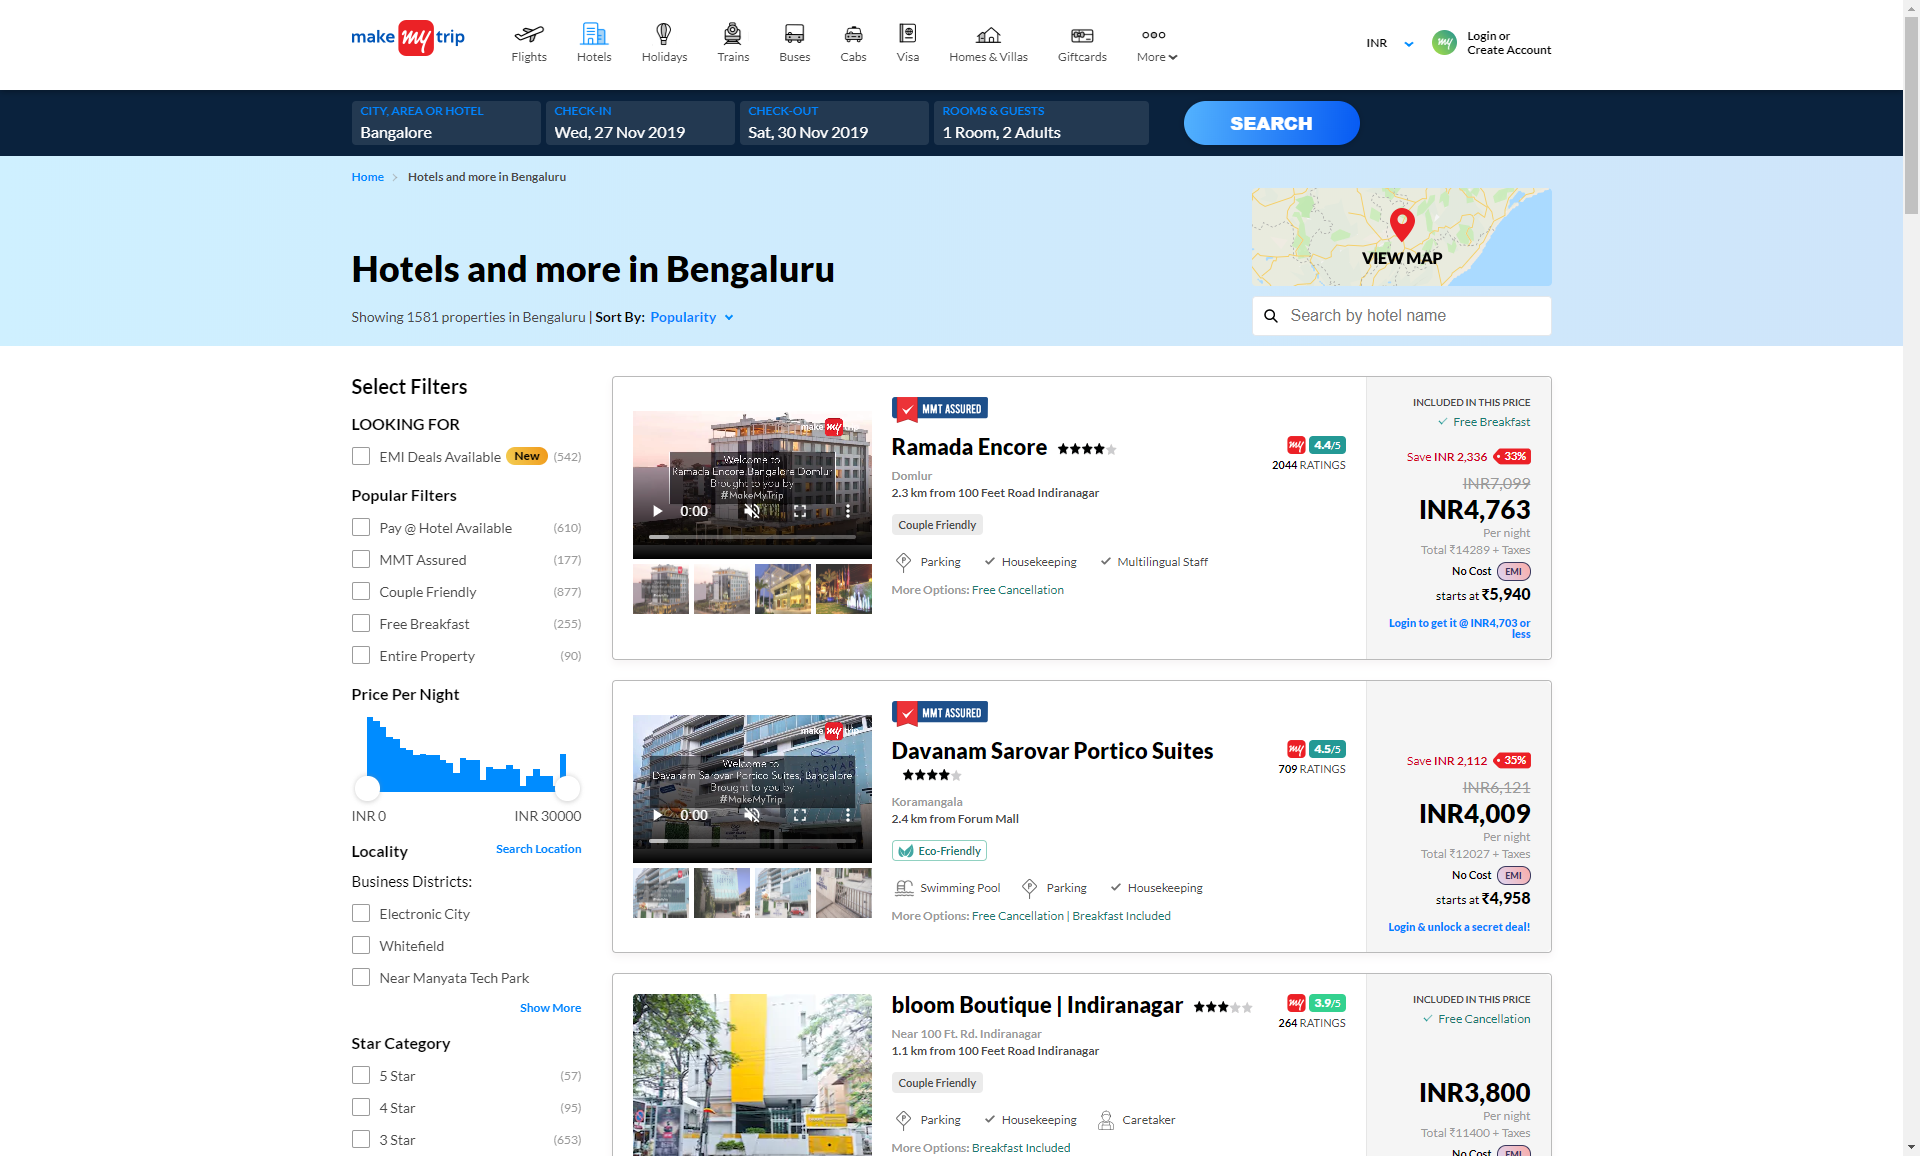 make my trip
Flights
Hotels
Holidays
Trains
Buses
Cabs
Visa
Homes & Villas
Giftcards
More
INR
my
Login or
Create Account
CITY, AREA OR HOTEL
Bangalore
CHECK-IN
Wed, 27 Nov 2019
CHECK-OUT
Sat, 30 Nov 2019
ROOMS & GUESTS
1 Room, 2 Adults
SEARCH
Home
Hotels and more in Bengaluru
VIEW MAP
Hotels and more in Bengaluru
Showing 1581 properties in Bengaluru | Sort By: Popularity
Search by hotel name
Select Filters
LOOKING FOR
EMI Deals Available New (542)
Popular Filters
Pay @ Hotel Available (610)
MMT Assured (177)
Couple Friendly (877)
Free Breakfast (255)
Entire Property (90)
Price Per Night
INR 0 INR 30000
Locality Search Location
Business Districts:
Electronic City
Whitefield
Near Manyata Tech Park
Show More
Star Category
5 Star (57)
4 Star (95)
3 Star (653)
make my trip
Welcome to
Ramada Encore Bangalore Domlur
Brought to you by
#MakeMyTrip
0:00
MMT ASSURED
Ramada Encore
Domlur
2.3 km from 100 Feet Road Indiranagar
Couple Friendly
Parking Housekeeping Multilingual Staff
More Options: Free Cancellation
my 4.4/5
2044 RATINGS
INCLUDED IN THIS PRICE
Free Breakfast
Save INR 2,336 33%
INR7,099
INR4,763
Per night
Total ₹14289 + Taxes
No Cost EMI
starts at ₹5,940
Login to get it @ INR4,703 or
less
make my trip
Welcome to
Davanam Sarovar Portico Suites, Bangalore
Brought to you by
#MakeMyTrip
0:00
MMT ASSURED
Davanam Sarovar Portico Suites
Koramangala
2.4 km from Forum Mall
Eco-Friendly
Swimming Pool Parking Housekeeping
More Options: Free Cancellation | Breakfast Included
my 4.5/5
709 RATINGS
Save INR 2,112 35%
INR6,121
INR4,009
Per night
Total ₹12027 + Taxes
No Cost EMI
starts at ₹4,958
Login & unlock a secret deal!
bloom Boutique | Indiranagar
Near 100 Ft. Rd. Indiranagar
1.1 km from 100 Feet Road Indiranagar
Couple Friendly
Parking Housekeeping Caretaker
More Options: Breakfast Included
my 3.9/5
264 RATINGS
INCLUDED IN THIS PRICE
Free Cancellation
INR3,800
Per night
Total ₹11400 + Taxes
No Cost EMI